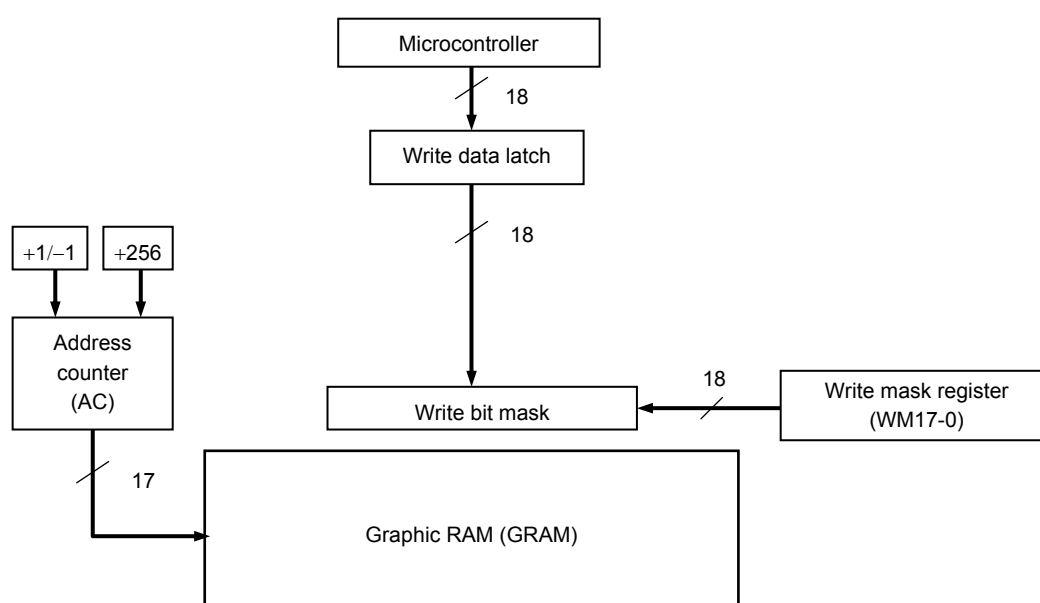 Microcontroller
18
Write data latch
18
+1/−1
+256
Address
counter
(AC)
18
Write bit mask
Write mask register
(WM17-0)
17
Graphic RAM (GRAM)